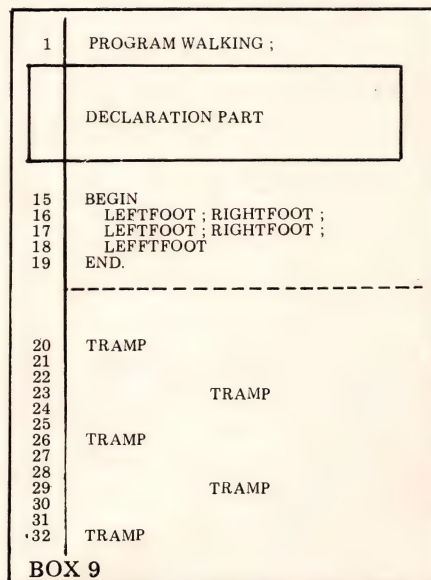 1 PROGRAM WALKING ;
DECLARATION PART
15 BEGIN
16 LEFTFOOT ; RIGHTFOOT ;
17 LEFTFOOT ; RIGHTFOOT ;
18 LEFFTFOOT
19 END.
20 TRAMP
21
22
23 TRAMP
24
25
26 TRAMP
27
28
29 TRAMP
30
31
32 TRAMP
BOX 9